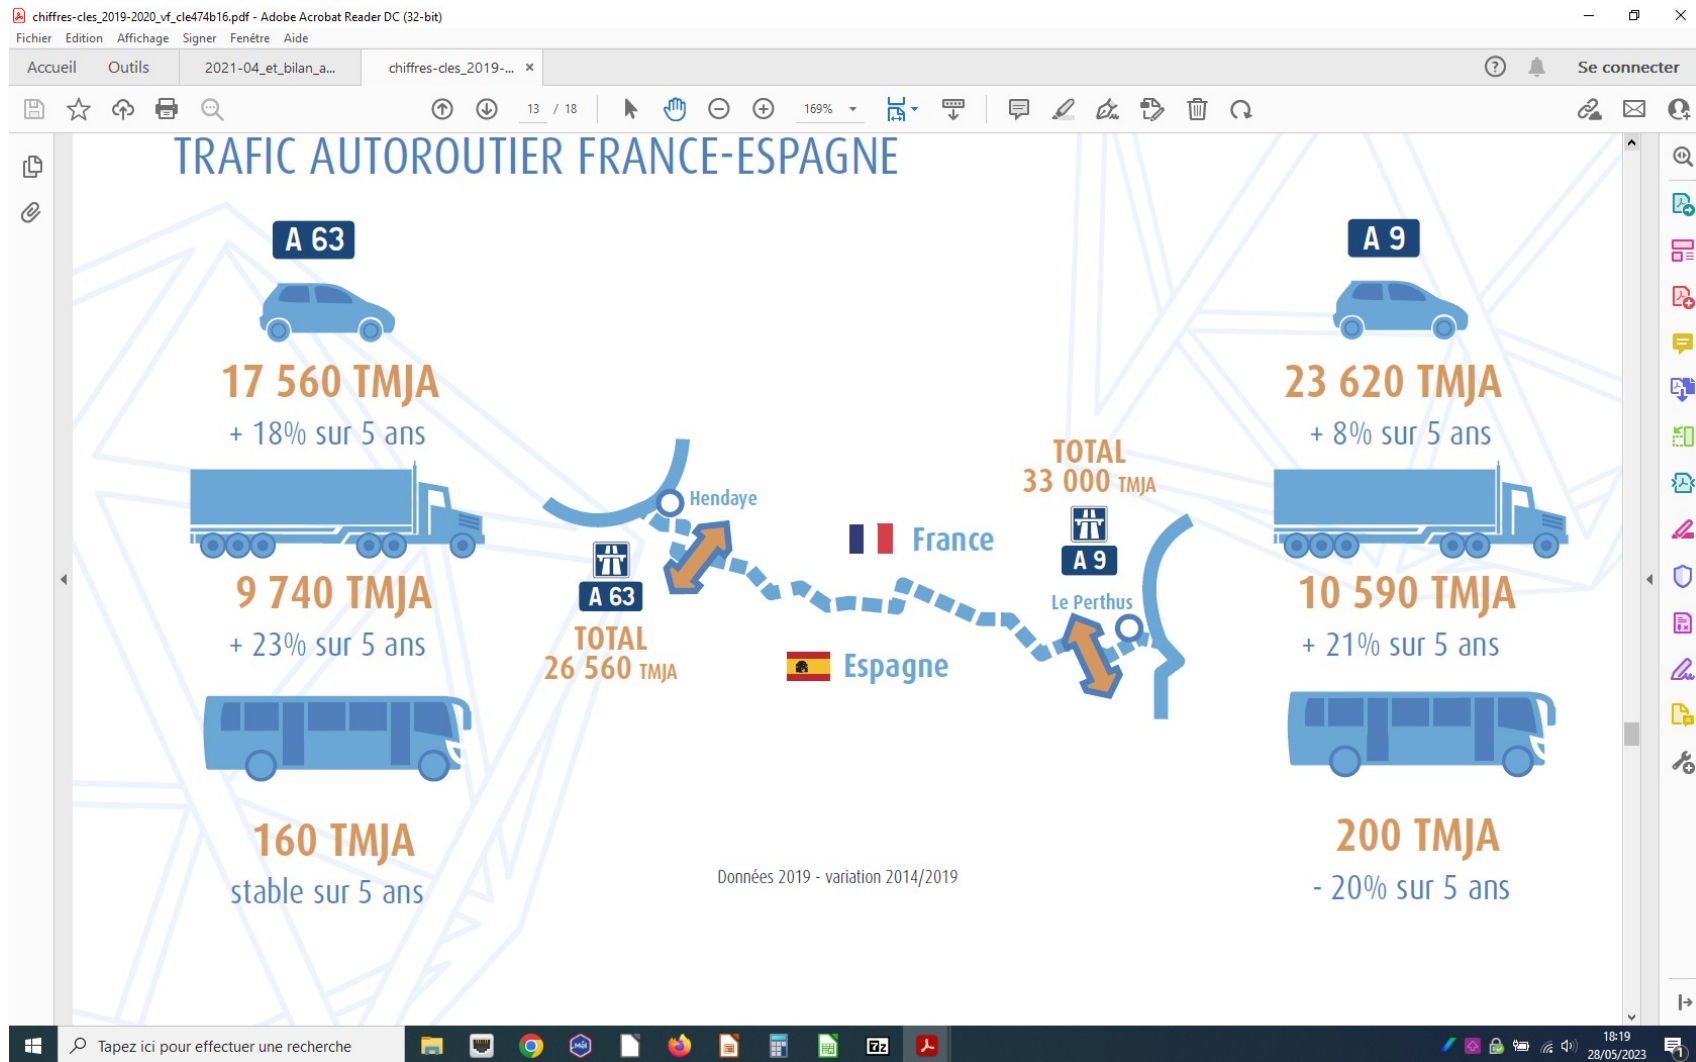 chiffres-cles_2019-2020_vf_cle474b16.pdf - Adobe Acrobat Reader DC (32-bit)
Fichier Edition Affichage Signer Fenêtre Aide
Accueil Outils 2021-04_et_bilan_a... chiffres-cles_2019-... × Se connecter
13 / 18 169%
TRAFIC AUTOROUTIER FRANCE-ESPAGNE
A 63
17 560 TMJA
+ 18% sur 5 ans
9 740 TMJA
+ 23% sur 5 ans
160 TMJA
stable sur 5 ans
Hendaye
A 63
TOTAL
26 560 TMJA
France
Espagne
TOTAL
33 000 TMJA
A 9
Le Perthus
Données 2019 - variation 2014/2019
A 9
23 620 TMJA
+ 8% sur 5 ans
10 590 TMJA
+ 21% sur 5 ans
200 TMJA
- 20% sur 5 ans
Tapez ici pour effectuer une recherche
7z
18:19
28/05/2023
1